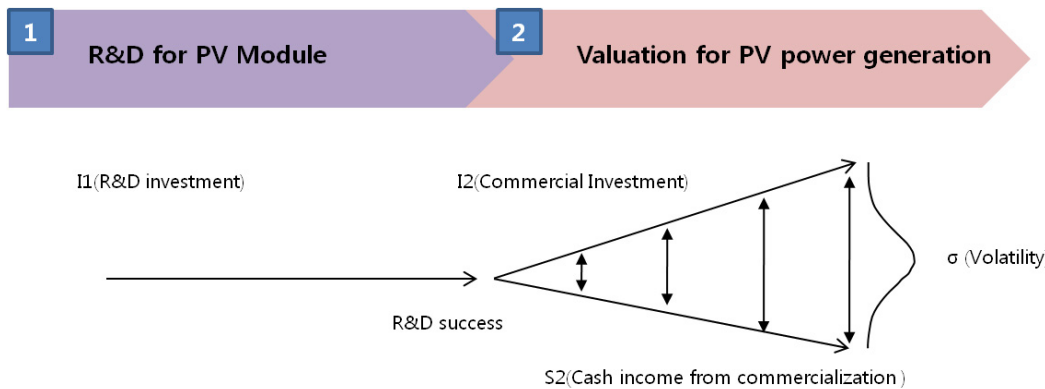 1
R&D for PV Module
2
Valuation for PV power generation
I1(R&D investment)
I2(Commercial Investment)
σ (Volatility
R&D success
S2(Cash income from commercialization )